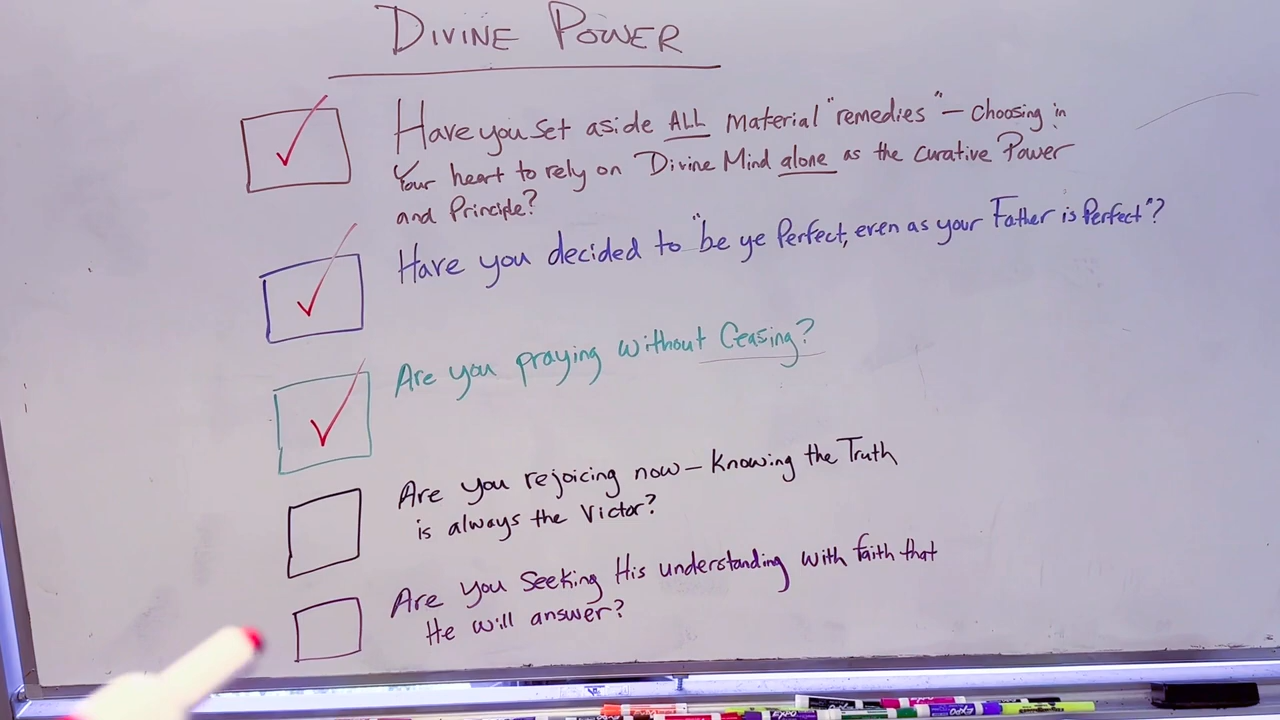 DIVINE POWER
Have you set aside ALL material "remedies" – choosing in
your heart to rely on Divine Mind alone as the curative Power
and Principle?
Have you decided to "be ye Perfect, even as your Father is Perfect"?
Are you praying without Ceasing?
Are you rejoicing now – Knowing the Truth
is always the Victor?
Are you Seeking His understanding with faith that
He will answer?
EXPO